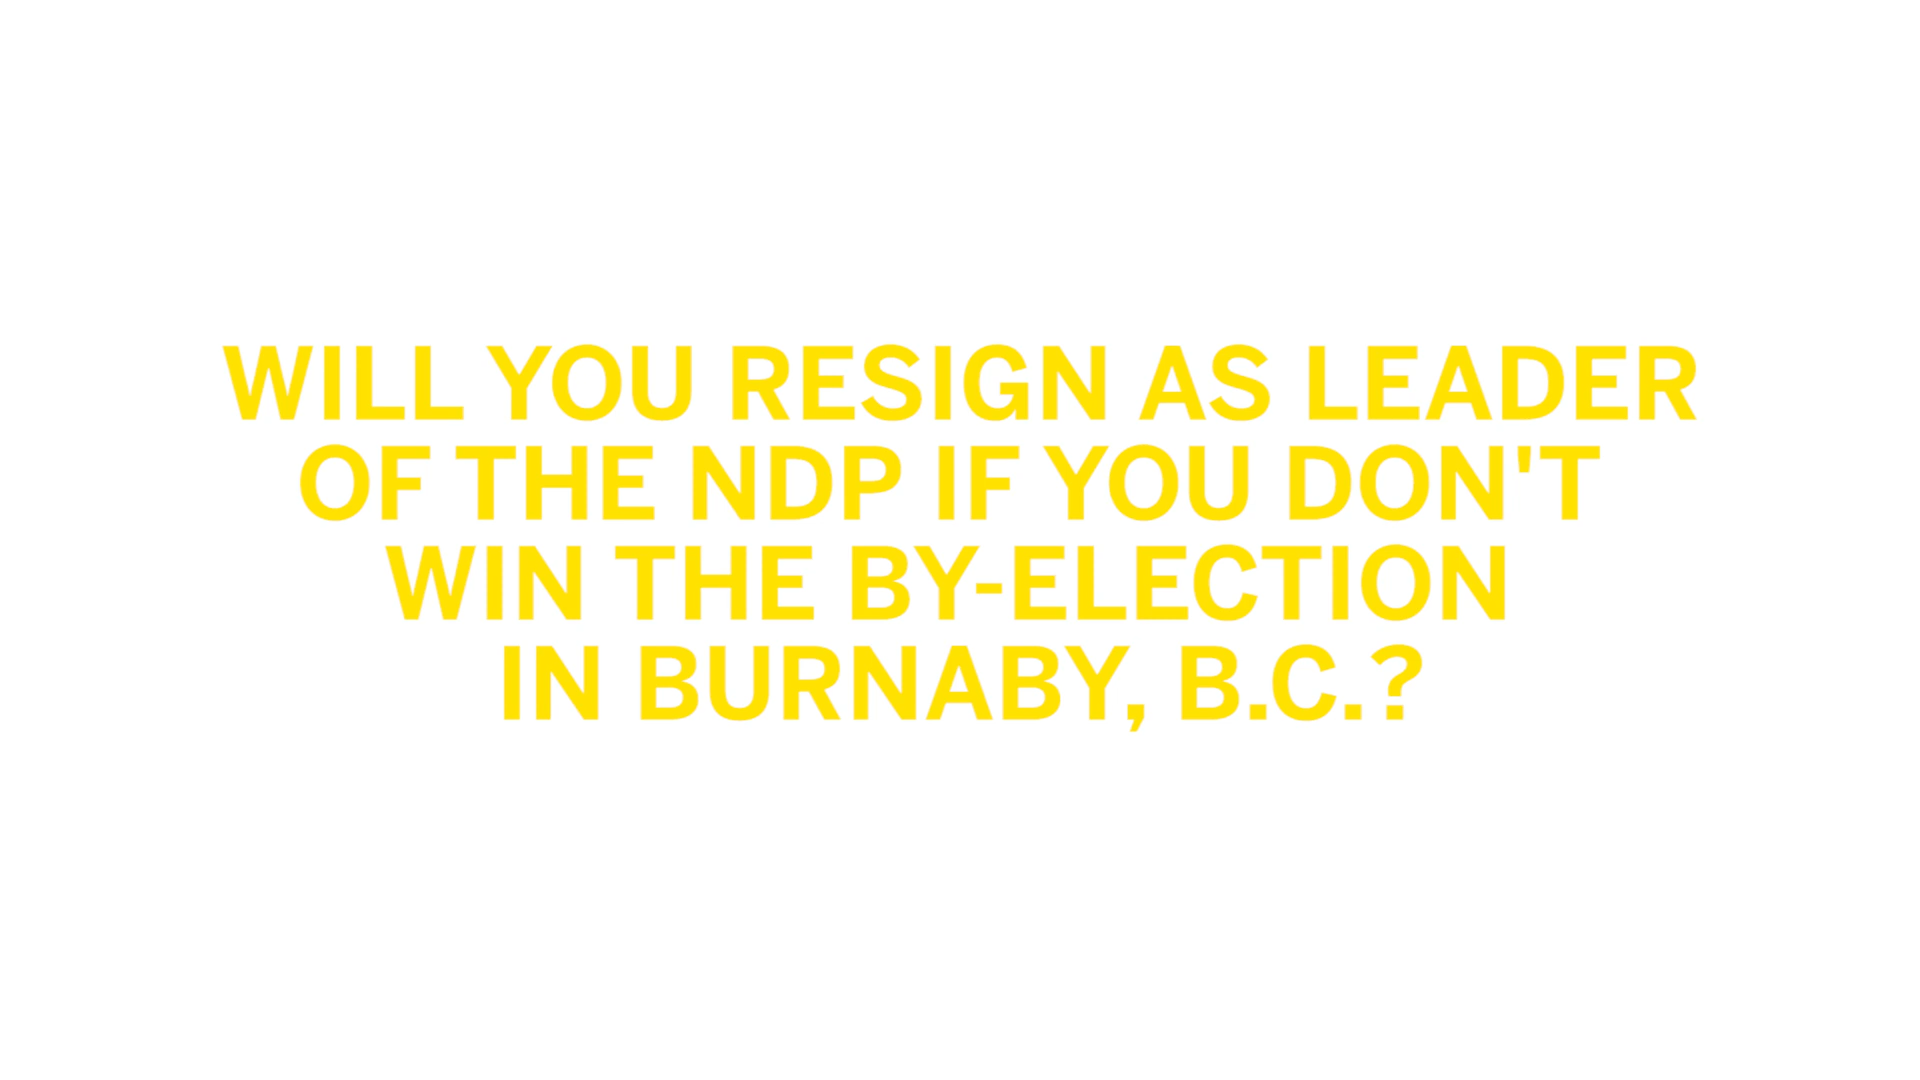 WILL YOU RESIGN AS LEADER
OF THE NDP IF YOU DON'T
WIN THE BY-ELECTION
IN BURNABY, B.C.?